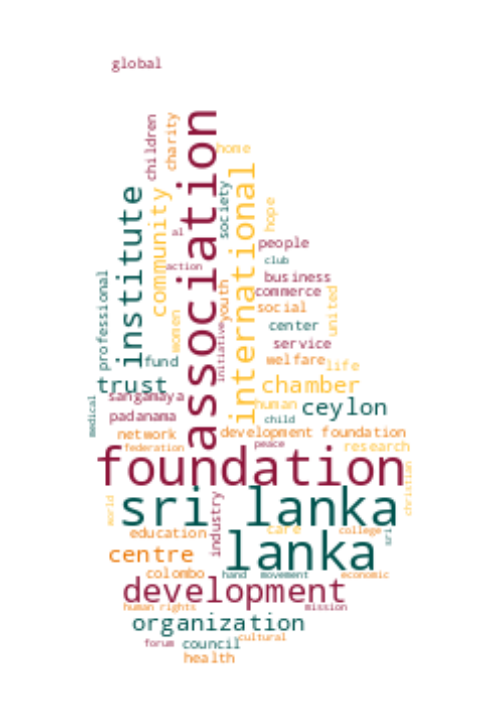 global
children
charity
association
home
institute
community
society
international
hope
al
people
action
club
professional
business
commerce
youth
united
social
women
initiative
center
service
fund
welfare
life
trust
chamber
sangamaya
human
ceylon
medical
padanama
child
network
development foundation
federation
peace
research
foundation
christian
world
sri lanka
industry
education
care
college
sri
centre
lanka
colombo
hand
movement
economic
development
human rights
mission
organization
forum
council
cultural
health